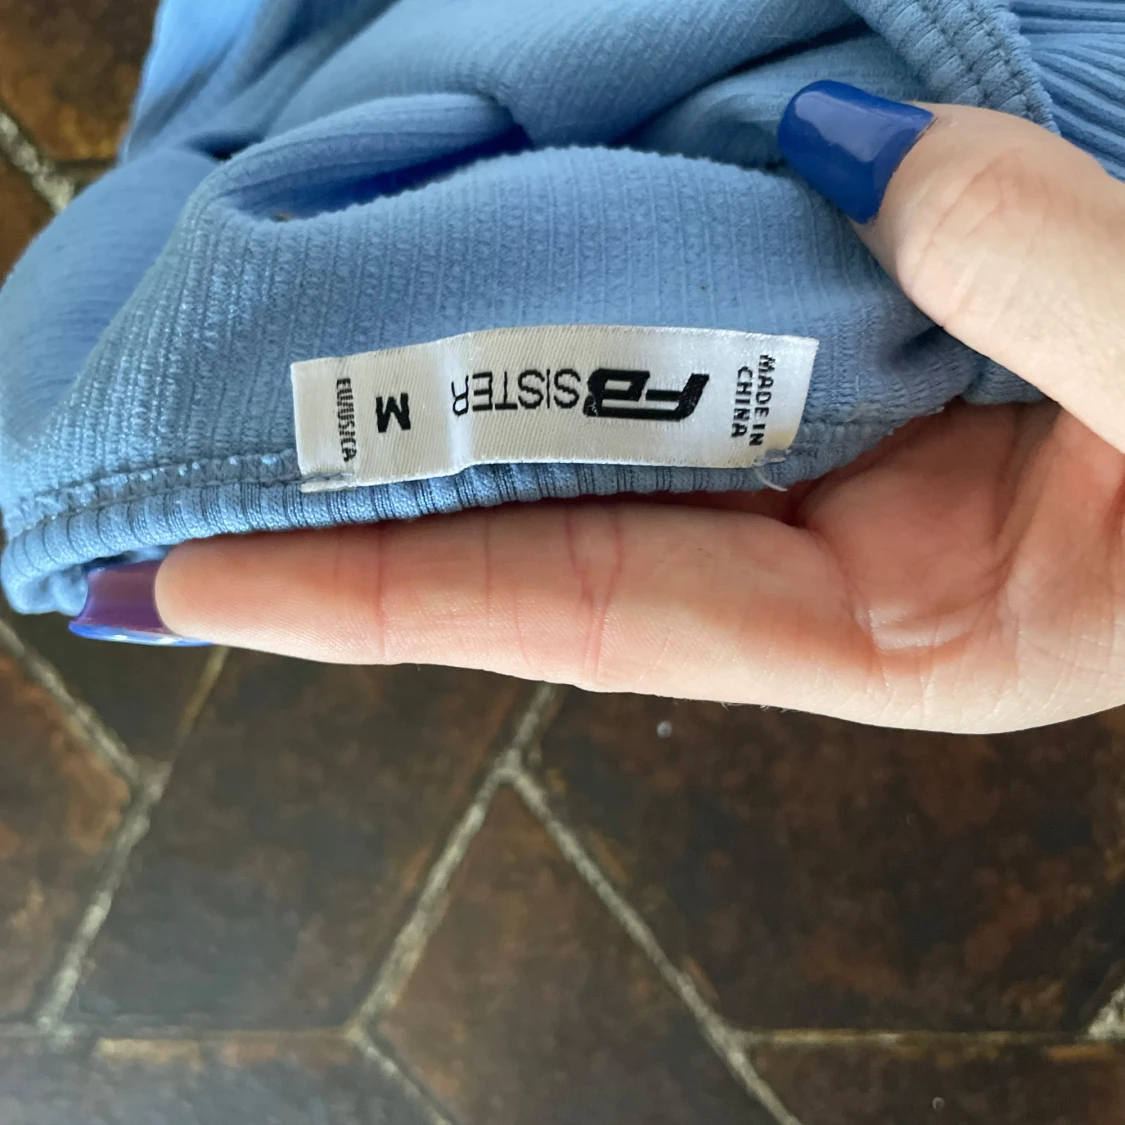 FB
SISTER
M
EU/US/CA
MADE IN
CHINA